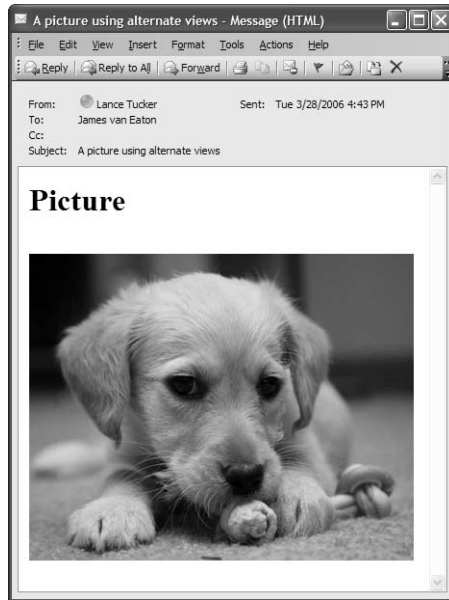 A picture using alternate views - Message (HTML)
File Edit View Insert Format Tools Actions Help
Reply Reply to All Forward
From: Lance Tucker Sent: Tue 3/28/2006 4:43 PM
To: James van Eaton
Cc:
Subject: A picture using alternate views
Picture